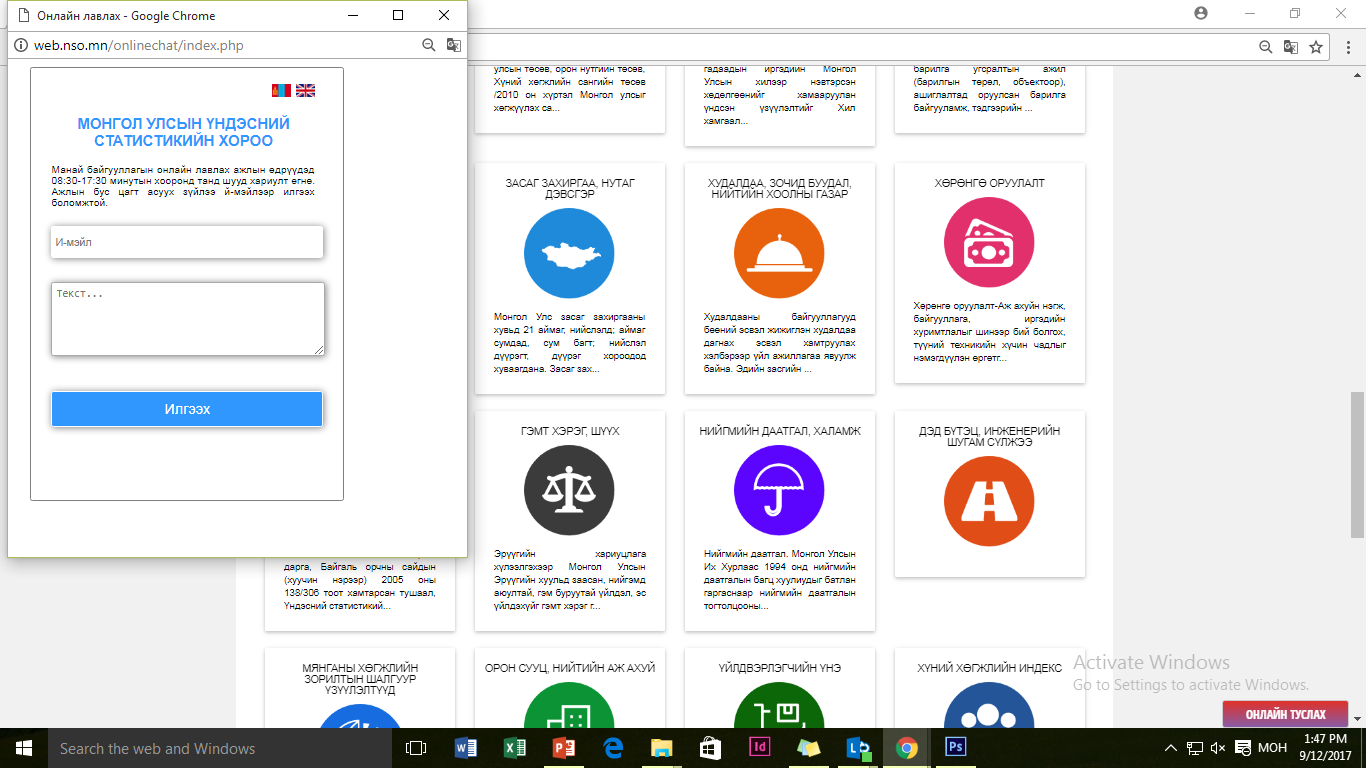 Онлайн лавлах - Google Chrome
web.nso.mn/onlinechat/index.php
МОНГОЛ УЛСЫН ҮНДЭСНИЙ
СТАТИСТИКИЙН ХОРОО
Манай байгууллагын онлайн лавлах ажлын өдрүүдэд
08:30-17:30 минутын хооронд танд шууд хариулт өгнө.
Ажлын бус цагт асуух зүйлээ й-мэйлээр илгээх
боломжтой.
И-мэйл
Текст...
Илгээх
улсын төсөв, орон нутгийн төсөв,
Хүний хөгжлийн сангийн төсөв
/2010 он хүртэл Монгол улсыг
хөгжүүлэх са...
гадаадын иргэдийн Монгол
Улсын хилээр нэвтэрсэн
хөдөлгөөнийг хамааруулан
үндсэн үзүүлэлтийг Хил
хамгаал...
барилга угсралтын ажил
(барилгын төрөл, объектоор),
ашиглалтад оруулсан барилга
байгууламж, тэдгээрийн ...
ЗАСАГ ЗАХИРГАА, НУТАГ
ДЭВСГЭР
Монгол Улс засаг захиргааны
хувьд 21 аймаг, нийслэлд; аймаг
сумдад, сум багт; нийслэл
дүүрэгт, дүүрэг хороодод
хуваагдана. Засаг зах...
ХУДАЛДАА, ЗОЧИД БУУДАЛ,
НИЙТИЙН ХООЛНЫ ГАЗАР
Худалдааны байгууллагууд
бөөний эсвэл жижиглэн худалдаа
дагнах эсвэл хамтруулах
хэлбэрээр үйл ажиллагаа явуулж
байна. Эдийн засгийн ...
ХӨРӨНГӨ ОРУУЛАЛТ
Хөрөнгө оруулалт-Аж ахуйн нэгж,
байгууллага, иргэдийн
хуримтлалыг шинээр бий болгох,
түүний техникийн хүчин чадлыг
нэмэгдүүлэн өргөтг...
дарга, Байгаль орчны сайдын
(хуучин нэрээр) 2005 оны
138/306 тоот хамтарсан тушаал,
Үндэсний статистикий...
ГЭМТ ХЭРЭГ, ШҮҮХ
Эрүүгийн хариуцлага
хүлээлгэхээр Монгол Улсын
Эрүүгийн хуульд заасан, нийгэмд
аюултай, гэм буруутай үйлдэл, эс
үйлдэхүйг гэмт хэрэг г...
НИЙГМИЙН ДААТГАЛ, ХАЛАМЖ
Нийгмийн даатгал. Монгол Улсын
Их Хурлаас 1994 онд нийгмийн
даатгалын багц хуулиудыг батлан
гаргаснаар нийгмийн даатгалын
тогтолцооны...
ДЭД БҮТЭЦ, ИНЖЕНЕРИЙН
ШУГАМ СҮЛЖЭЭ
МЯНГАНЫ ХӨГЖЛИЙН
ЗОРИЛТЫН ШАЛГУУР
ҮЗҮҮЛЭЛТҮҮД
ОРОН СУУЦ, НИЙТИЙН АЖ АХУЙ
ҮЙЛДВЭРЛЭГЧИЙН ҮНЭ
ХҮНИЙ ХӨГЖЛИЙН ИНДЕКС
Activate Windows
Go to Settings to activate Windows.
ОНЛАЙН ТУСЛАХ
Search the web and Windows
Id
Ps
МОН
1:47 PM
9/12/2017